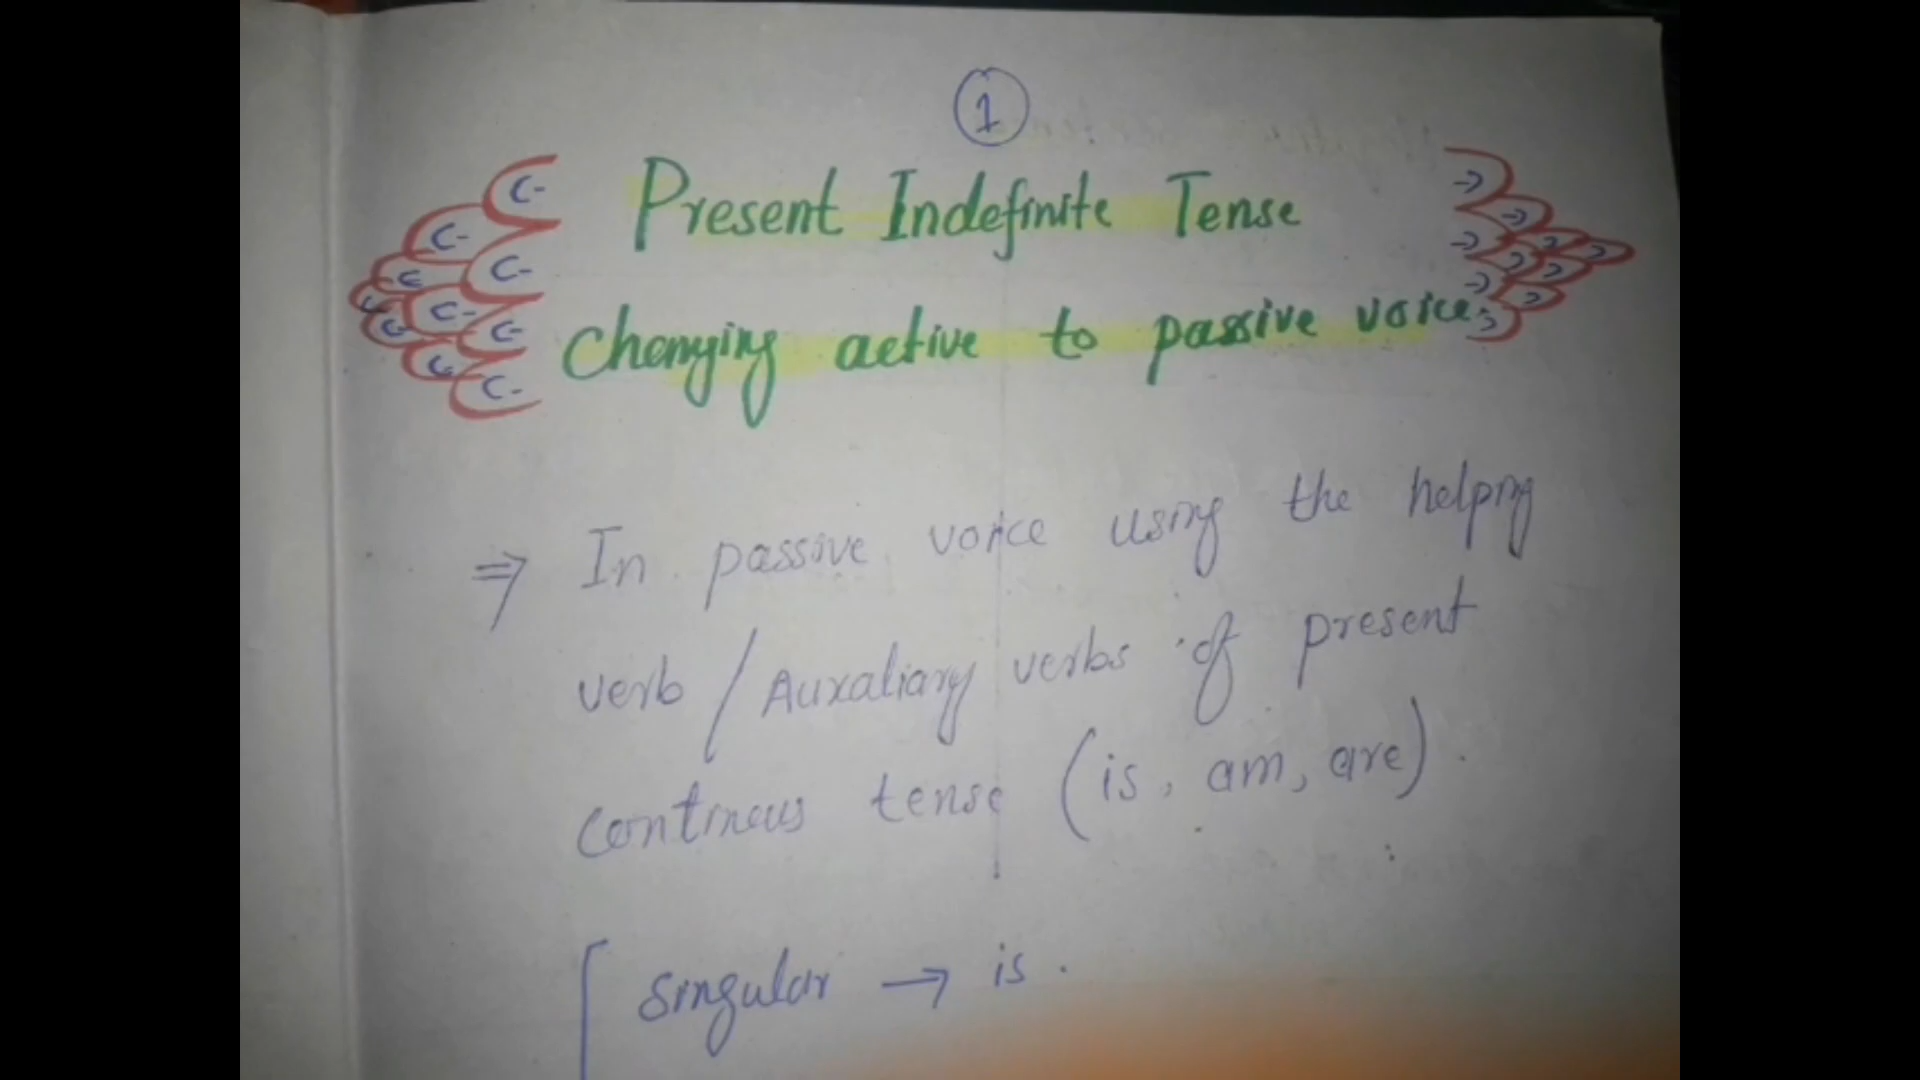 1
Present Indefinite Tense
Changing active to passive voice.
⇒ In passive voice using the helping
verb / Auxaliary verbs of present
continous tense (is, am, are).
Singular → is.